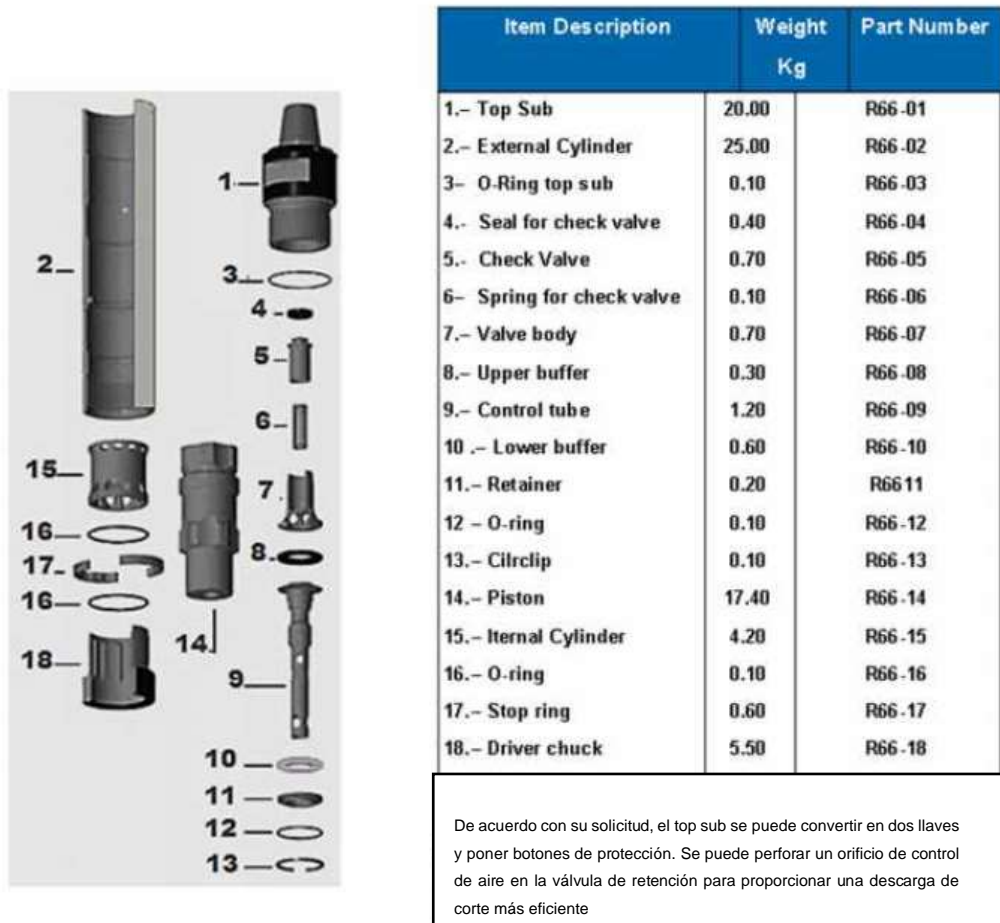 Item Description Weight Kg Part Number
1.– Top Sub 20.00 R66-01
2.– External Cylinder 25.00 R66-02
3– O-Ring top sub 0.10 R66-03
4.- Seal for check valve 0.40 R66-04
5.- Check Valve 0.70 R66-05
6– Spring for check valve 0.10 R66-06
7.– Valve body 0.70 R66-07
8.– Upper buffer 0.30 R66-08
9.– Control tube 1.20 R66-09
10 .– Lower buffer 0.60 R66-10
11.– Retainer 0.20 R6611
12 – O-ring 0.10 R66-12
13.– Cilrclip 0.10 R66-13
14.– Piston 17.40 R66-14
15.– Iternal Cylinder 4.20 R66-15
16.– O-ring 0.10 R66-16
17.– Stop ring 0.60 R66-17
18.– Driver chuck 5.50 R66-18
De acuerdo con su solicitud, el top sub se puede convertir en dos llaves
y poner botones de protección. Se puede perforar un orificio de control
de aire en la válvula de retención para proporcionar una descarga de
corte más eficiente
1
2
3
4
5
6
15
7
16
8
17
16
14
18
9
10
11
12
13